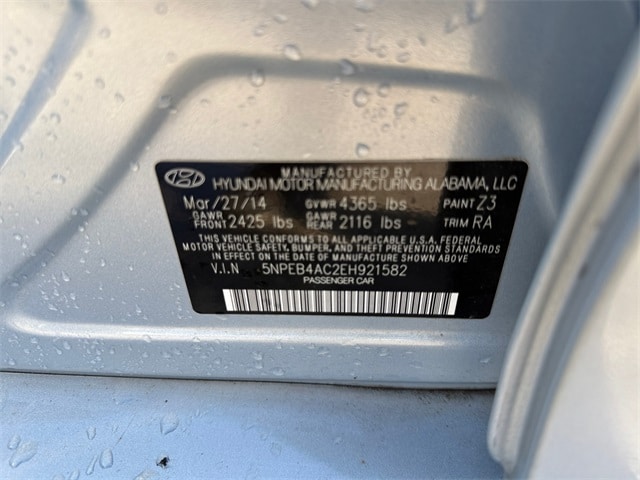 MANUFACTURED BY
HYUNDAI MOTOR MANUFACTURING ALABAMA, LLC
Mar/27/14 GVWR 4365 lbs PAINT Z3
GAWR FRONT 2425 lbs GAWR REAR 2116 lbs TRIM RA
THIS VEHICLE CONFORMS TO ALL APPLICABLE U.S.A. FEDERAL
MOTOR VEHICLE SAFETY, BUMPER, AND THEFT PREVENTION STANDARDS
IN EFFECT ON THE DATE OF MANUFACTURE SHOWN ABOVE
V.I.N 5NPEB4AC2EH921582
PASSENGER CAR